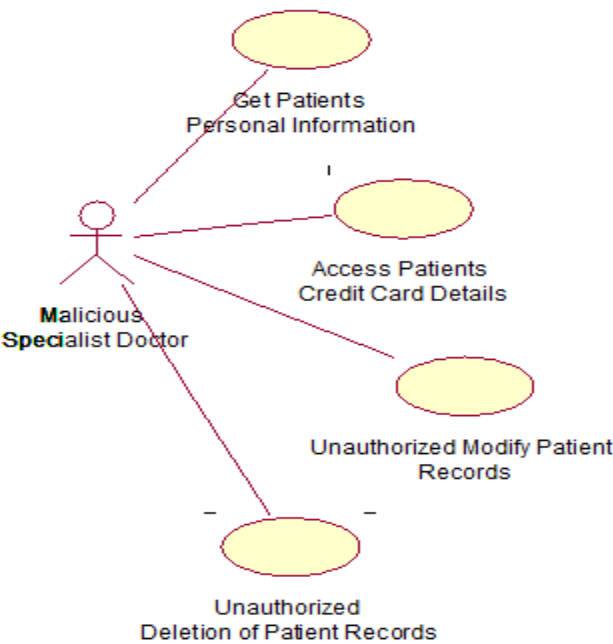 Get Patients
Personal Information
Access Patients
Credit Card Details
Malicious
Specialist Doctor
Unauthorized Modify Patient
Records
Unauthorized
Deletion of Patient Records